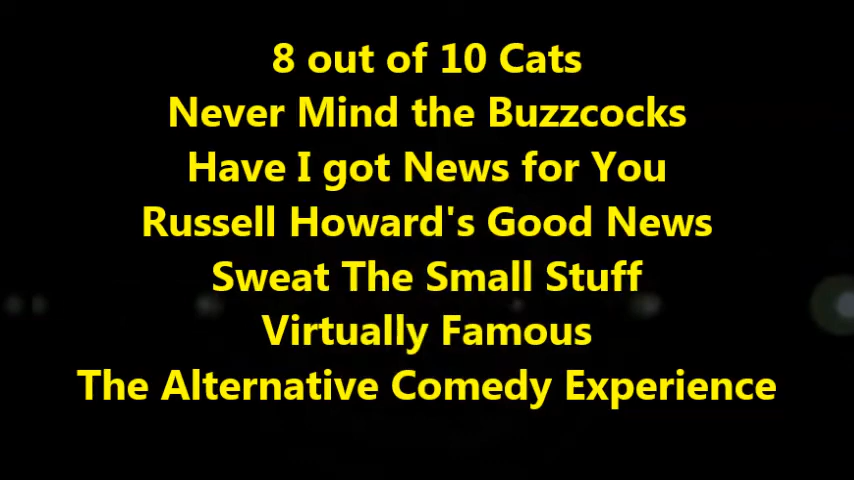 8 out of 10 Cats
Never Mind the Buzzcocks
Have I got News for You
Russell Howard's Good News
Sweat The Small Stuff
Virtually Famous
The Alternative Comedy Experience